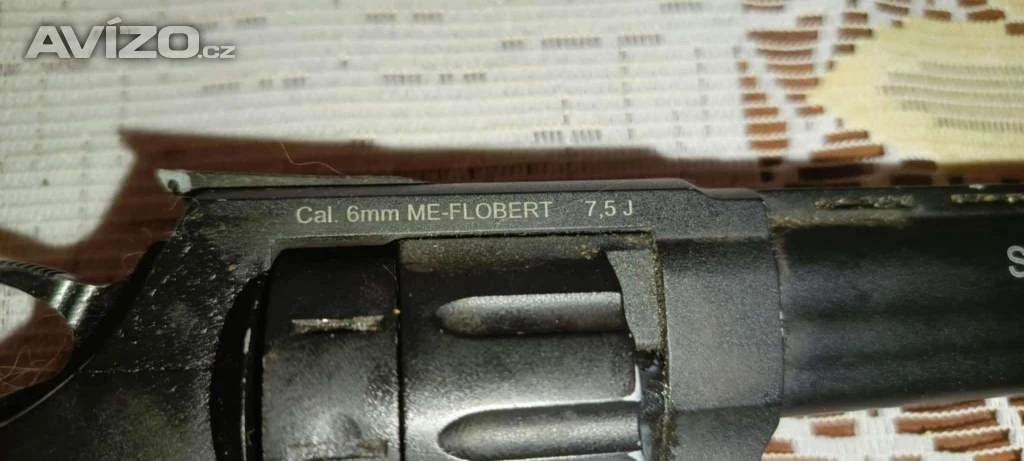 AVÍZO.cz
Cal. 6mm ME-FLOBERT 7,5 J
S